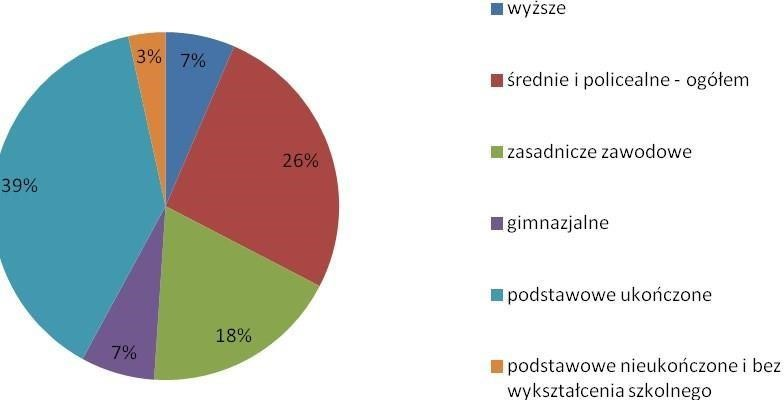 3%
7%
26%
39%
18%
7%
wyższe
średnie i policealne - ogółem
zasadnicze zawodowe
gimnazjalne
podstawowe ukończone
podstawowe nieukończone i bez
wykształcenia szkolnego